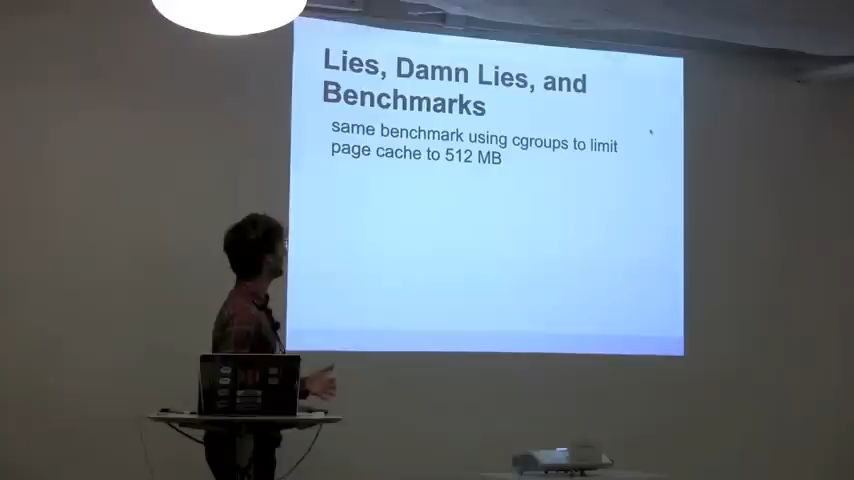 Lies, Damn Lies, and
Benchmarks
same benchmark using cgroups to limit
page cache to 512 MB